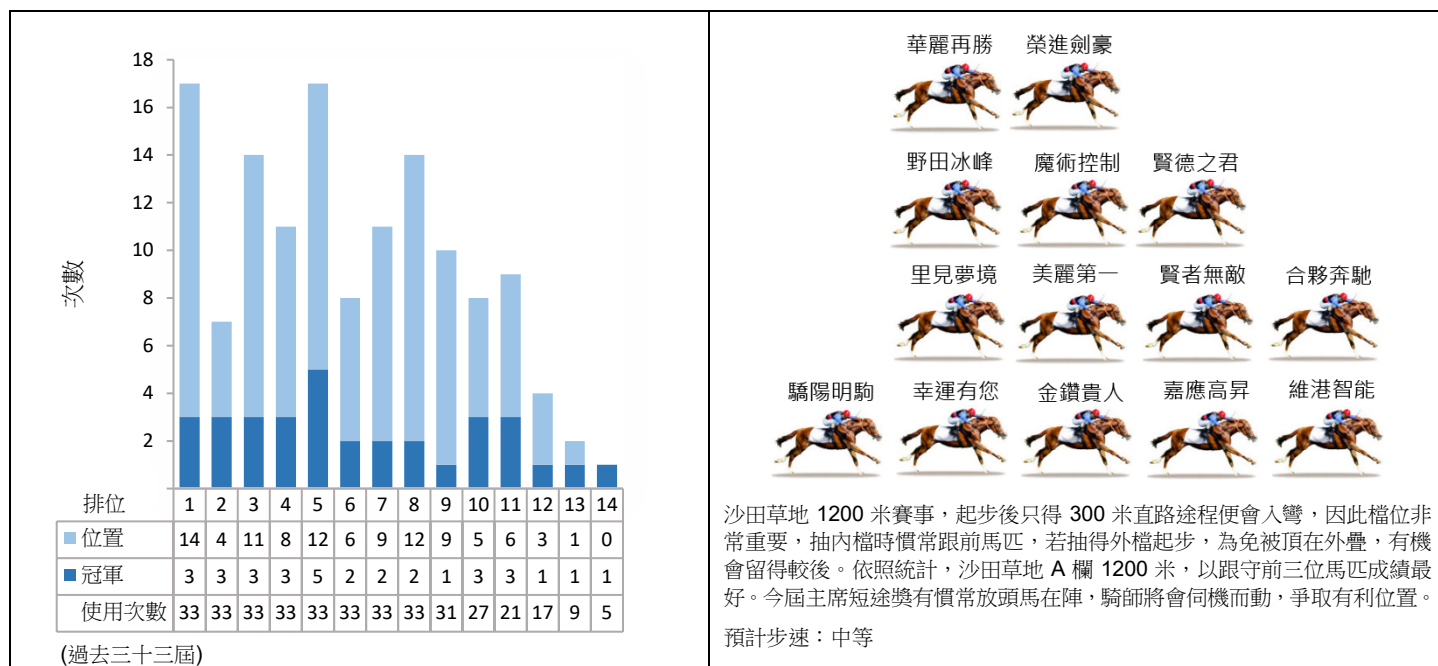 18
16
14
12
10
8
6
4
2
次數
排位 1 2 3 4 5 6 7 8 9 10 11 12 13 14
位置 14 4 11 8 12 6 9 12 9 5 6 3 1 0
冠軍 3 3 3 3 5 2 2 2 1 3 3 1 1 1
使用次數 33 33 33 33 33 33 33 33 31 27 21 17 9 5
(過去三十三屆)
華麗再勝 榮進劍豪
野田冰峰 魔術控制 賢德之君
里見夢境 美麗第一 賢者無敵 合夥奔馳
驕陽明駒 幸運有您 金鑽貴人 嘉應高昇 維港智能
沙田草地 1200 米賽事，起步後只得 300 米直路途程便會入彎，因此檔位非
常重要，抽內檔時慣常跟前馬匹，若抽得外檔起步，為免被頂在外疊，有機
會留得較後。依照統計，沙田草地 A 欄 1200 米，以跟守前三位馬匹成績最
好。今屆主席短途獎有慣常放頭馬在陣，騎師將會伺機而動，爭取有利位置。
預計步速：中等